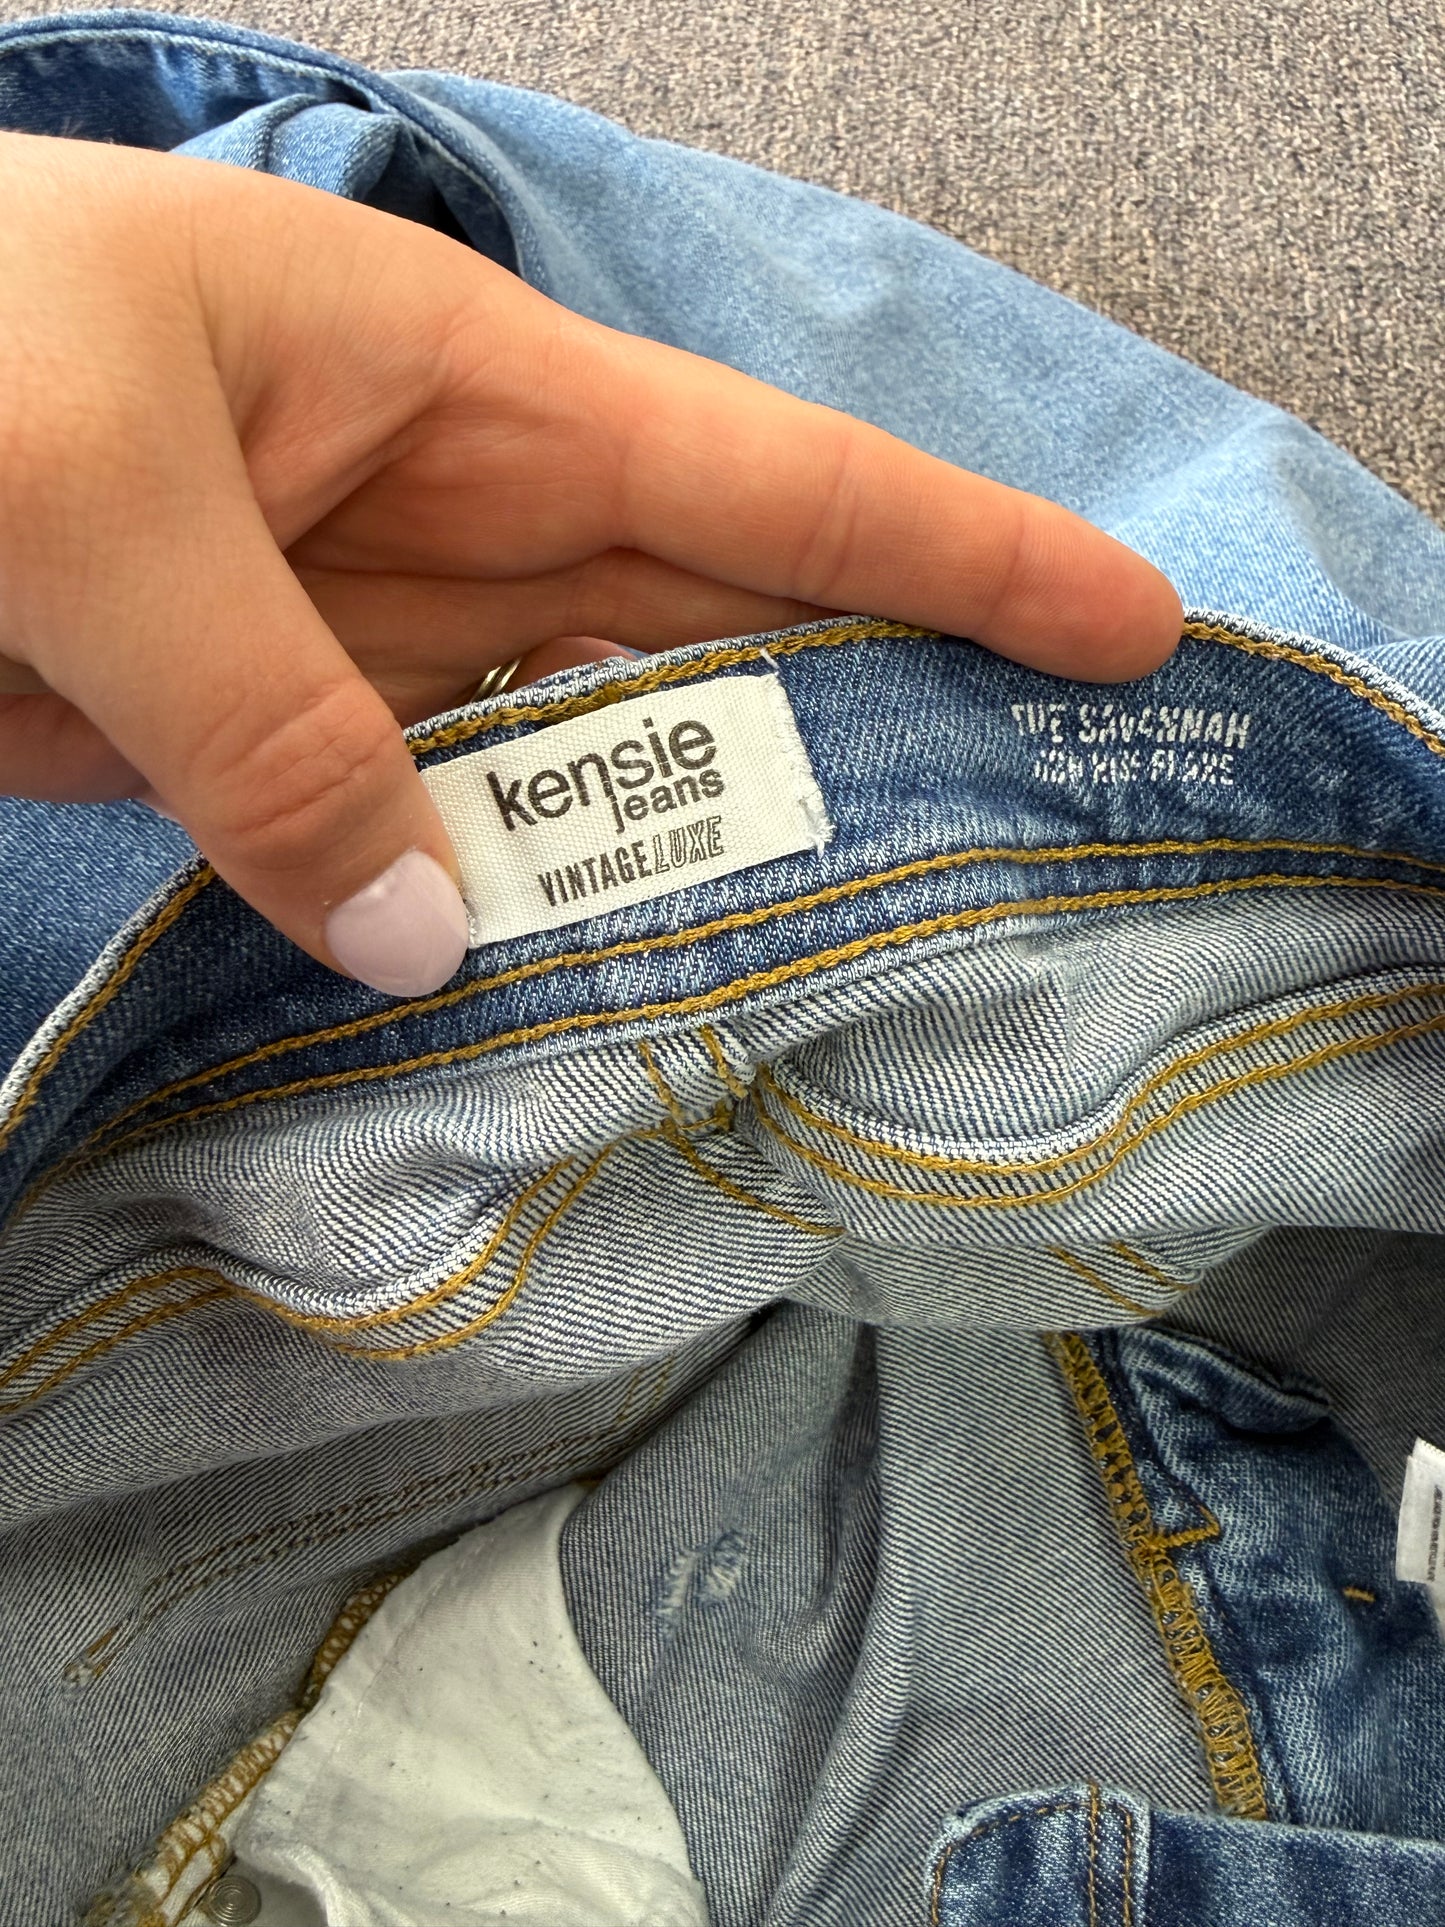 kensie
jeans
VINTAGE LUXE
THE SAVANNAH
HIGH RISE FLARE